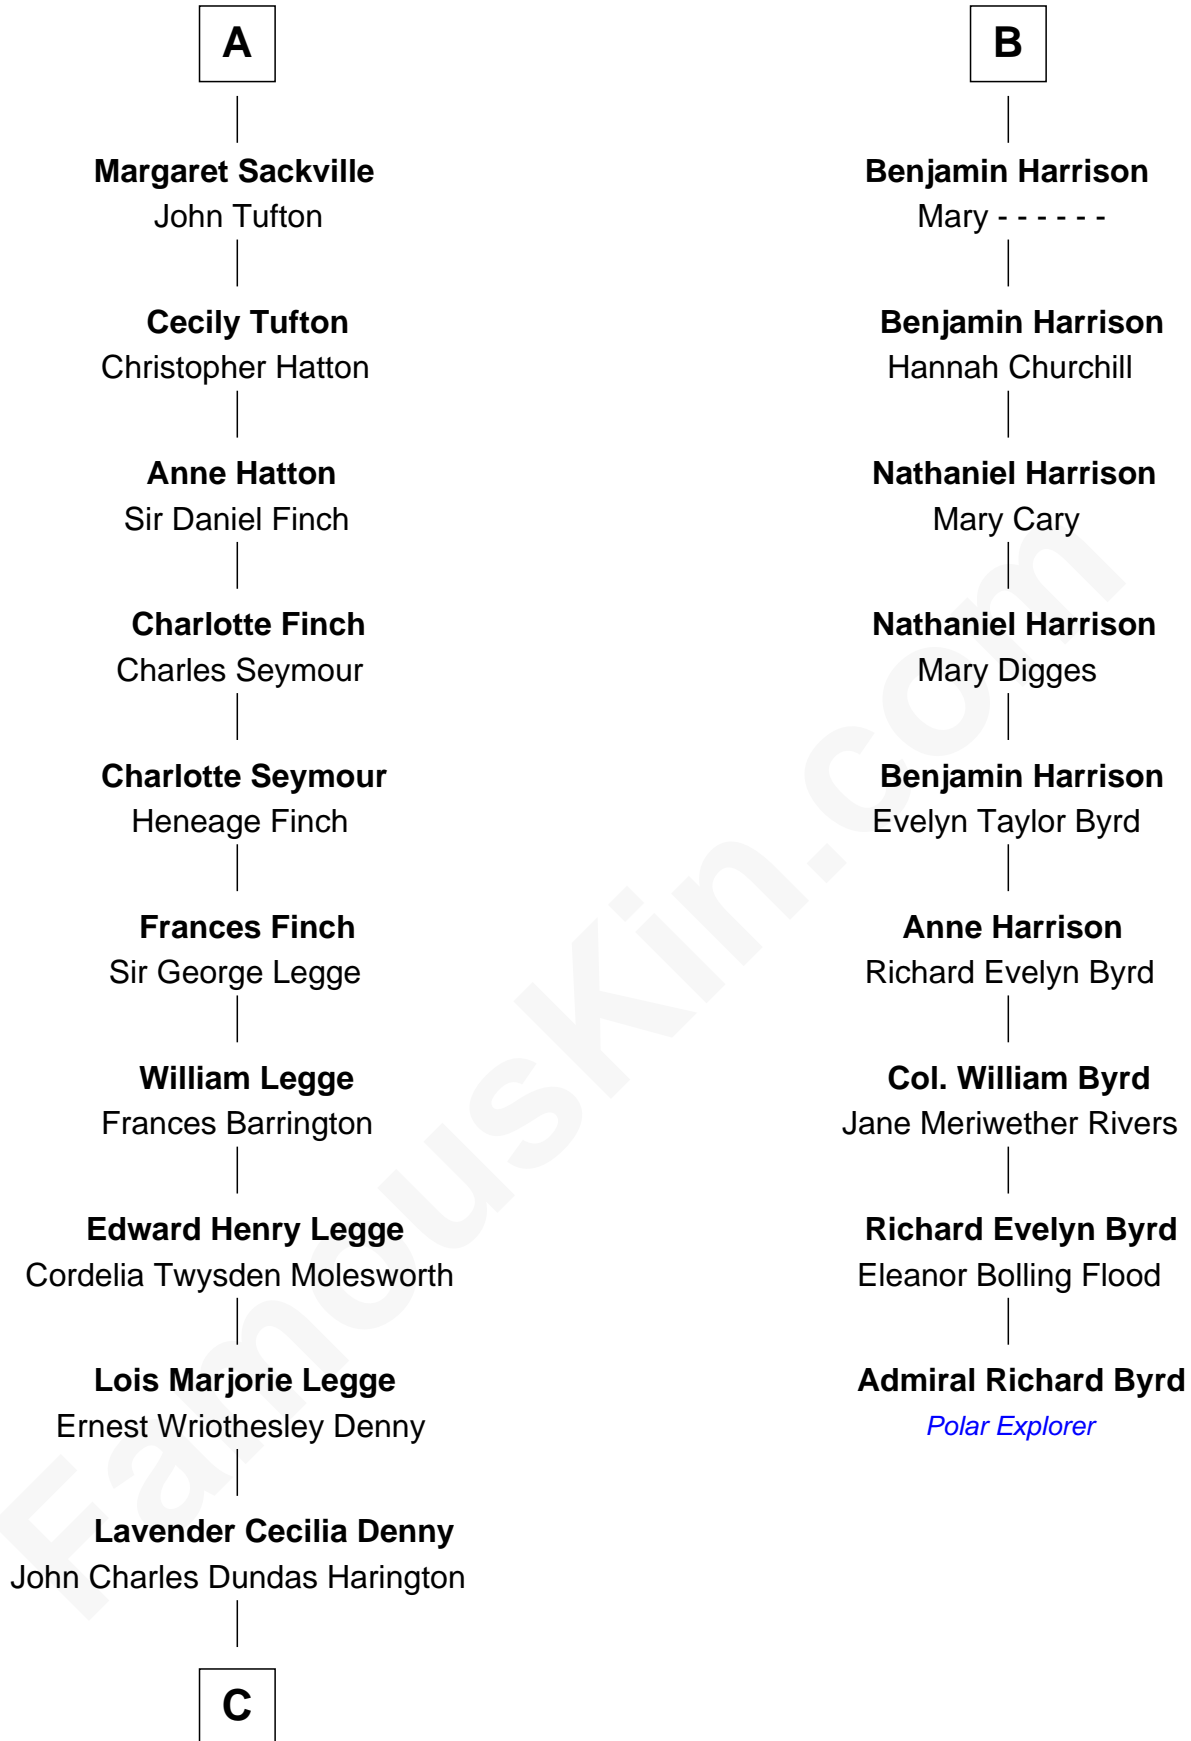 A
Margaret Sackville
John Tufton
Cecily Tufton
Christopher Hatton
Anne Hatton
Sir Daniel Finch
Charlotte Finch
Charles Seymour
Charlotte Seymour
Heneage Finch
Frances Finch
Sir George Legge
William Legge
Frances Barrington
Edward Henry Legge
Cordelia Twysden Molesworth
Lois Marjorie Legge
Ernest Wriothesley Denny
Lavender Cecilia Denny
John Charles Dundas Harington
C
B
Benjamin Harrison
Mary - - - - - -
Benjamin Harrison
Hannah Churchill
Nathaniel Harrison
Mary Cary
Nathaniel Harrison
Mary Digges
Benjamin Harrison
Evelyn Taylor Byrd
Anne Harrison
Richard Evelyn Byrd
Col. William Byrd
Jane Meriwether Rivers
Richard Evelyn Byrd
Eleanor Bolling Flood
Admiral Richard Byrd
Polar Explorer
FamousKin.com